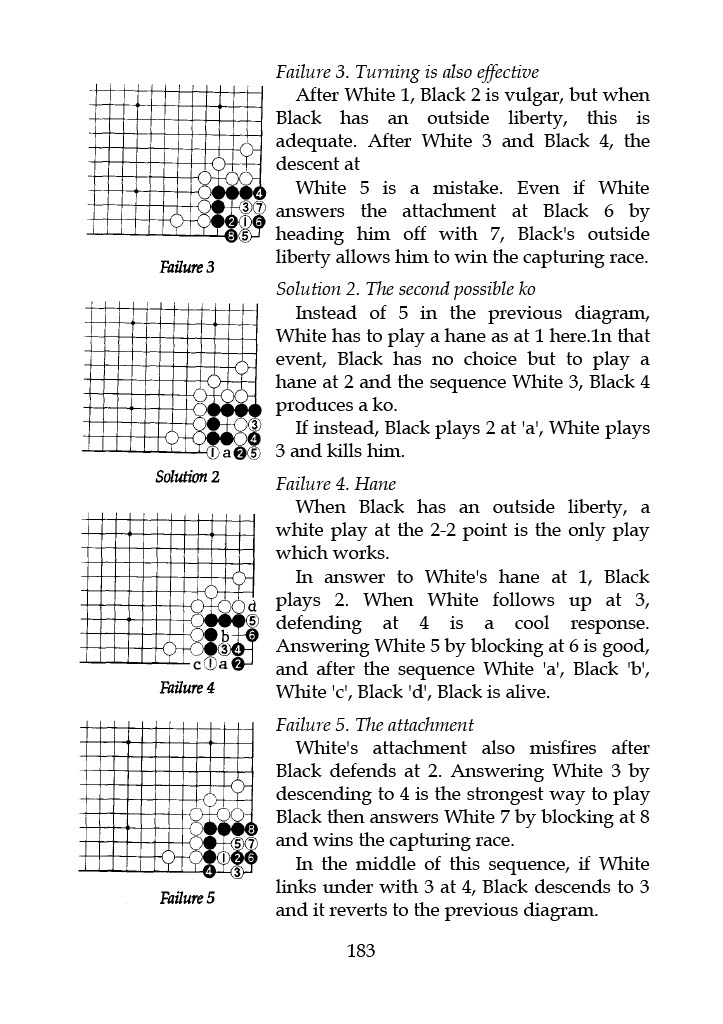 Failure 3. Turning is also effective
After White 1, Black 2 is vulgar, but when
Black has an outside liberty, this is
adequate. After White 3 and Black 4, the
descent at
White 5 is a mistake. Even if White
answers the attachment at Black 6 by
heading him off with 7, Black's outside
liberty allows him to win the capturing race.
4
3 7
2 1 6
8 5
Failure 3
Solution 2. The second possible ko
Instead of 5 in the previous diagram,
White has to play a hane as at 1 here.1n that
event, Black has no choice but to play a
hane at 2 and the sequence White 3, Black 4
produces a ko.
If instead, Black plays 2 at 'a', White plays
3 and kills him.
3
4
1 a 2 5
Solution 2
Failure 4. Hane
When Black has an outside liberty, a
white play at the 2-2 point is the only play
which works.
In answer to White's hane at 1, Black
plays 2. When White follows up at 3,
defending at 4 is a cool response.
Answering White 5 by blocking at 6 is good,
and after the sequence White 'a', Black 'b',
White 'c', Black 'd', Black is alive.
d
5
b 6
3 4
c 1 a 2
Failure 4
Failure 5. The attachment
White's attachment also misfires after
Black defends at 2. Answering White 3 by
descending to 4 is the strongest way to play
Black then answers White 7 by blocking at 8
and wins the capturing race.
In the middle of this sequence, if White
links under with 3 at 4, Black descends to 3
and it reverts to the previous diagram.
8
5 7
1 2 6
4 3
Failure 5
183